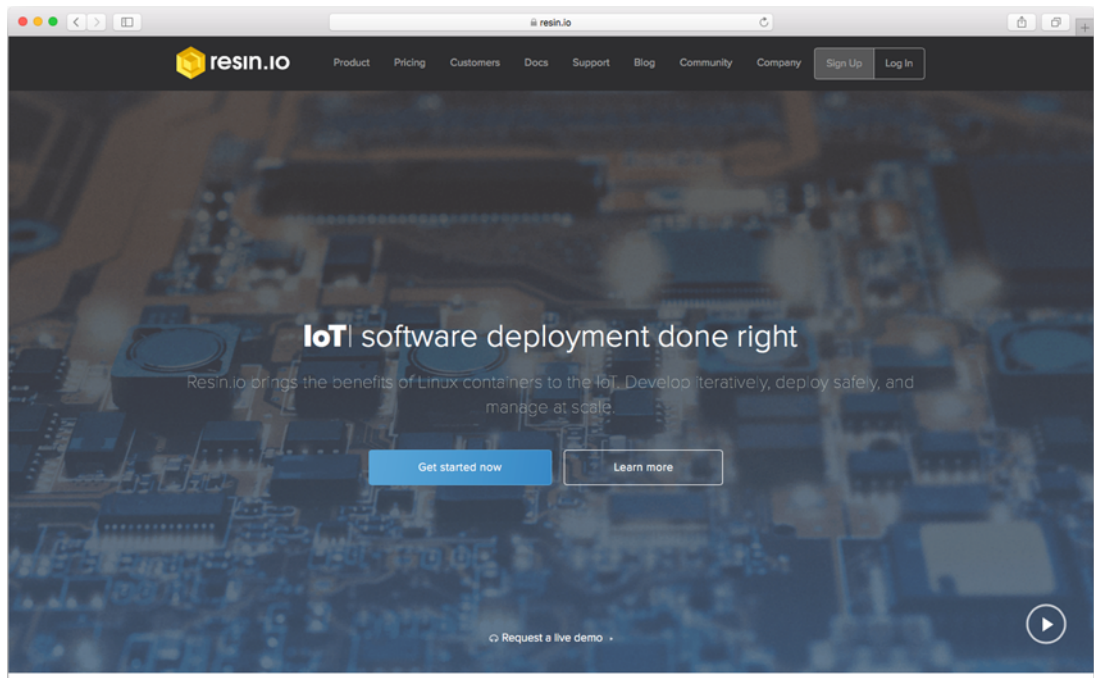 resin.io
resin.io
Product Pricing Customers Docs Support Blog Community Company Sign Up Log In
IoT| software deployment done right
Resin.io brings the benefits of Linux containers to the IoT. Develop iteratively, deploy safely, and
manage at scale.
Get started now Learn more
Request a live demo